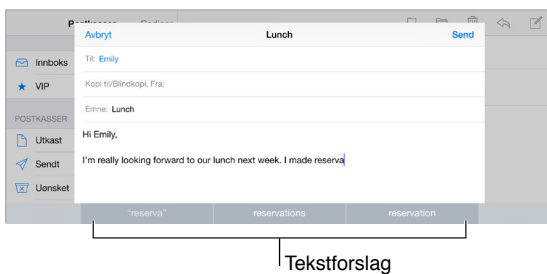 Postkasser Rediger
Avbryt Lunch Send
Til: Emily
Innboks
Kopi til/Blindkopi, Fra:
VIP
Emne: Lunch
POSTKASSER
Hi Emily,
Utkast
I'm really looking forward to our lunch next week. I made reserva
Sendt
Uønsket
"reserva" reservations reservation
Tekstforslag